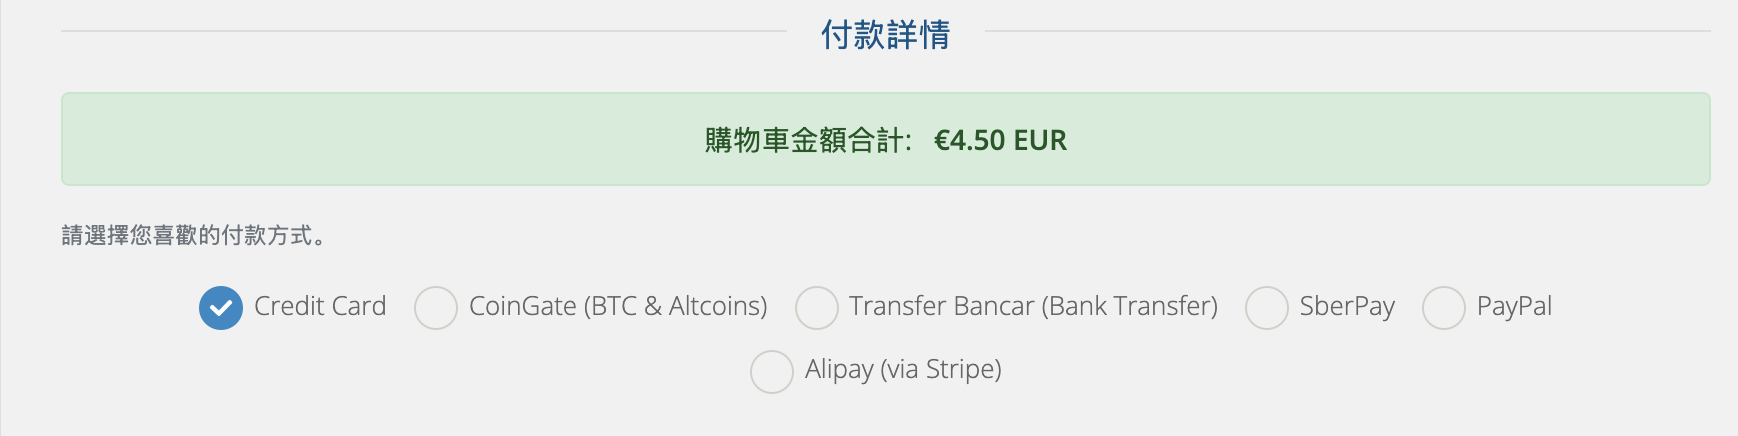 付款詳情
購物車金額合計: €4.50 EUR
請選擇您喜歡的付款方式。
Credit Card CoinGate (BTC & Altcoins) Transfer Bancar (Bank Transfer) SberPay PayPal
Alipay (via Stripe)